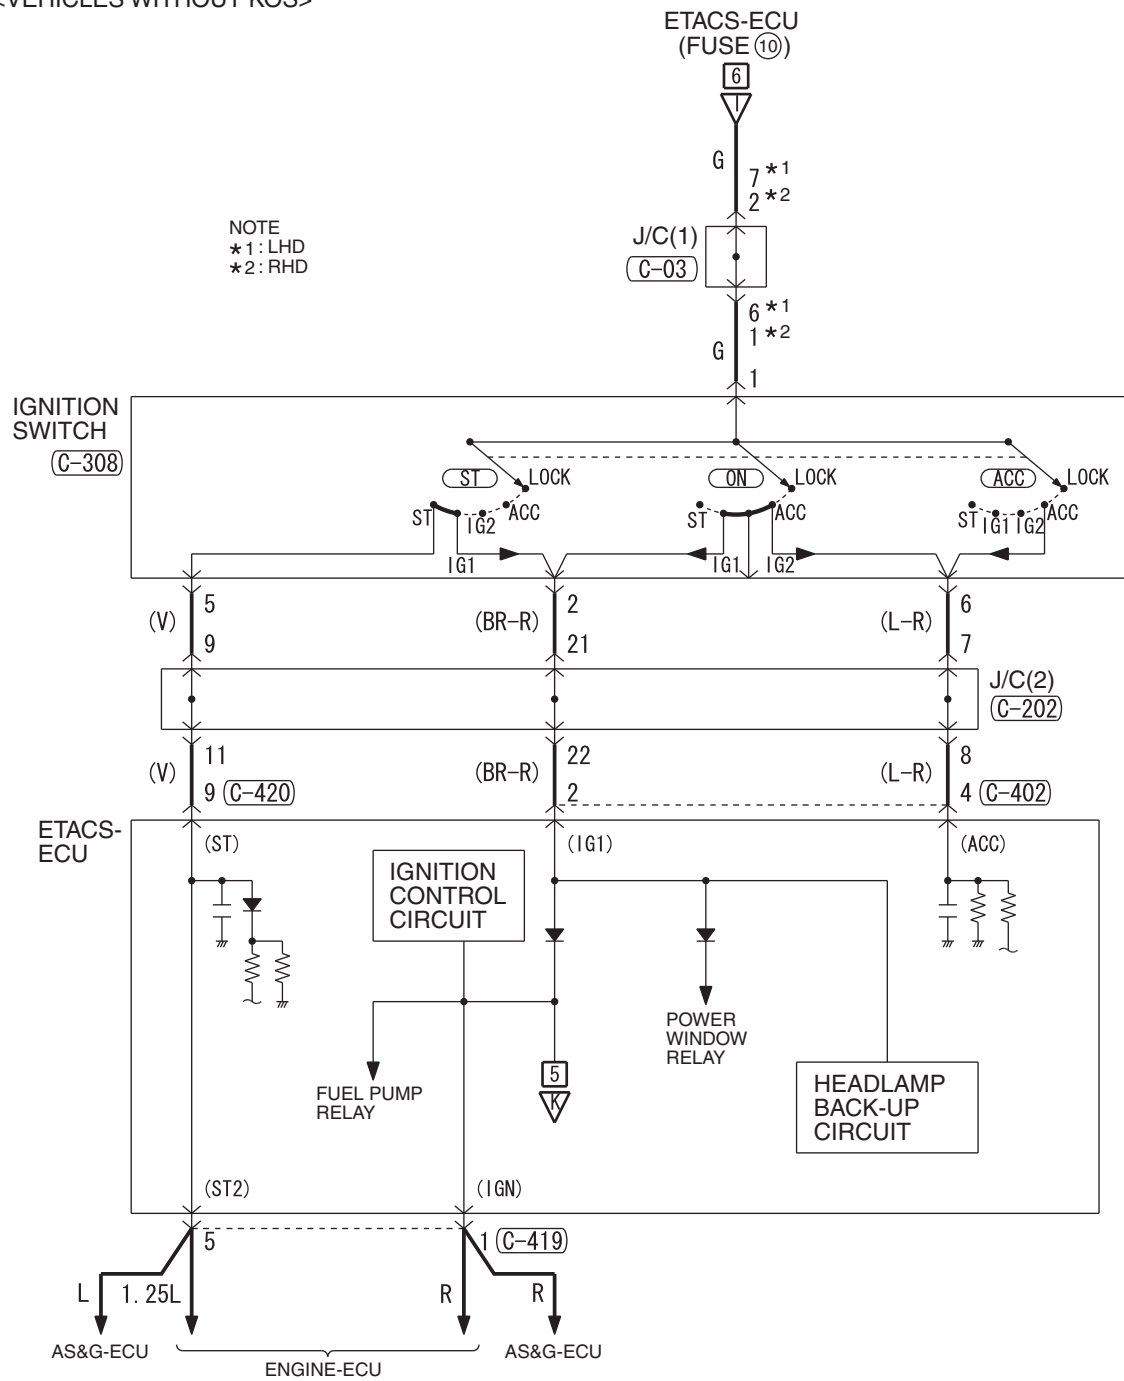 <VEHICLES WITHOUT KOS>
ETACS-ECU
(FUSE ⑩)
6
I
G
7 *1
2 *2
NOTE
*1 : LHD
*2 : RHD
J/C(1)
C-03
6 *1
1 *2
G
1
IGNITION
SWITCH
C-308
ST LOCK
ON LOCK
ACC LOCK
ST IG2 ACC
ST ACC
ST IG1 IG2 ACC
IG1
IG1 IG2
(V) 5
9
(BR-R) 2
21
(L-R) 6
7
J/C(2)
C-202
(V) 11
9 C-420
(BR-R) 22
2
(L-R) 8
4 C-402
ETACS-
ECU
(ST)
(IG1)
(ACC)
IGNITION
CONTROL
CIRCUIT
FUEL PUMP
RELAY
5
K
POWER
WINDOW
RELAY
HEADLAMP
BACK-UP
CIRCUIT
(ST2)
(IGN)
5
1 C-419
L 1.25L
R R
AS&G-ECU
ENGINE-ECU
AS&G-ECU